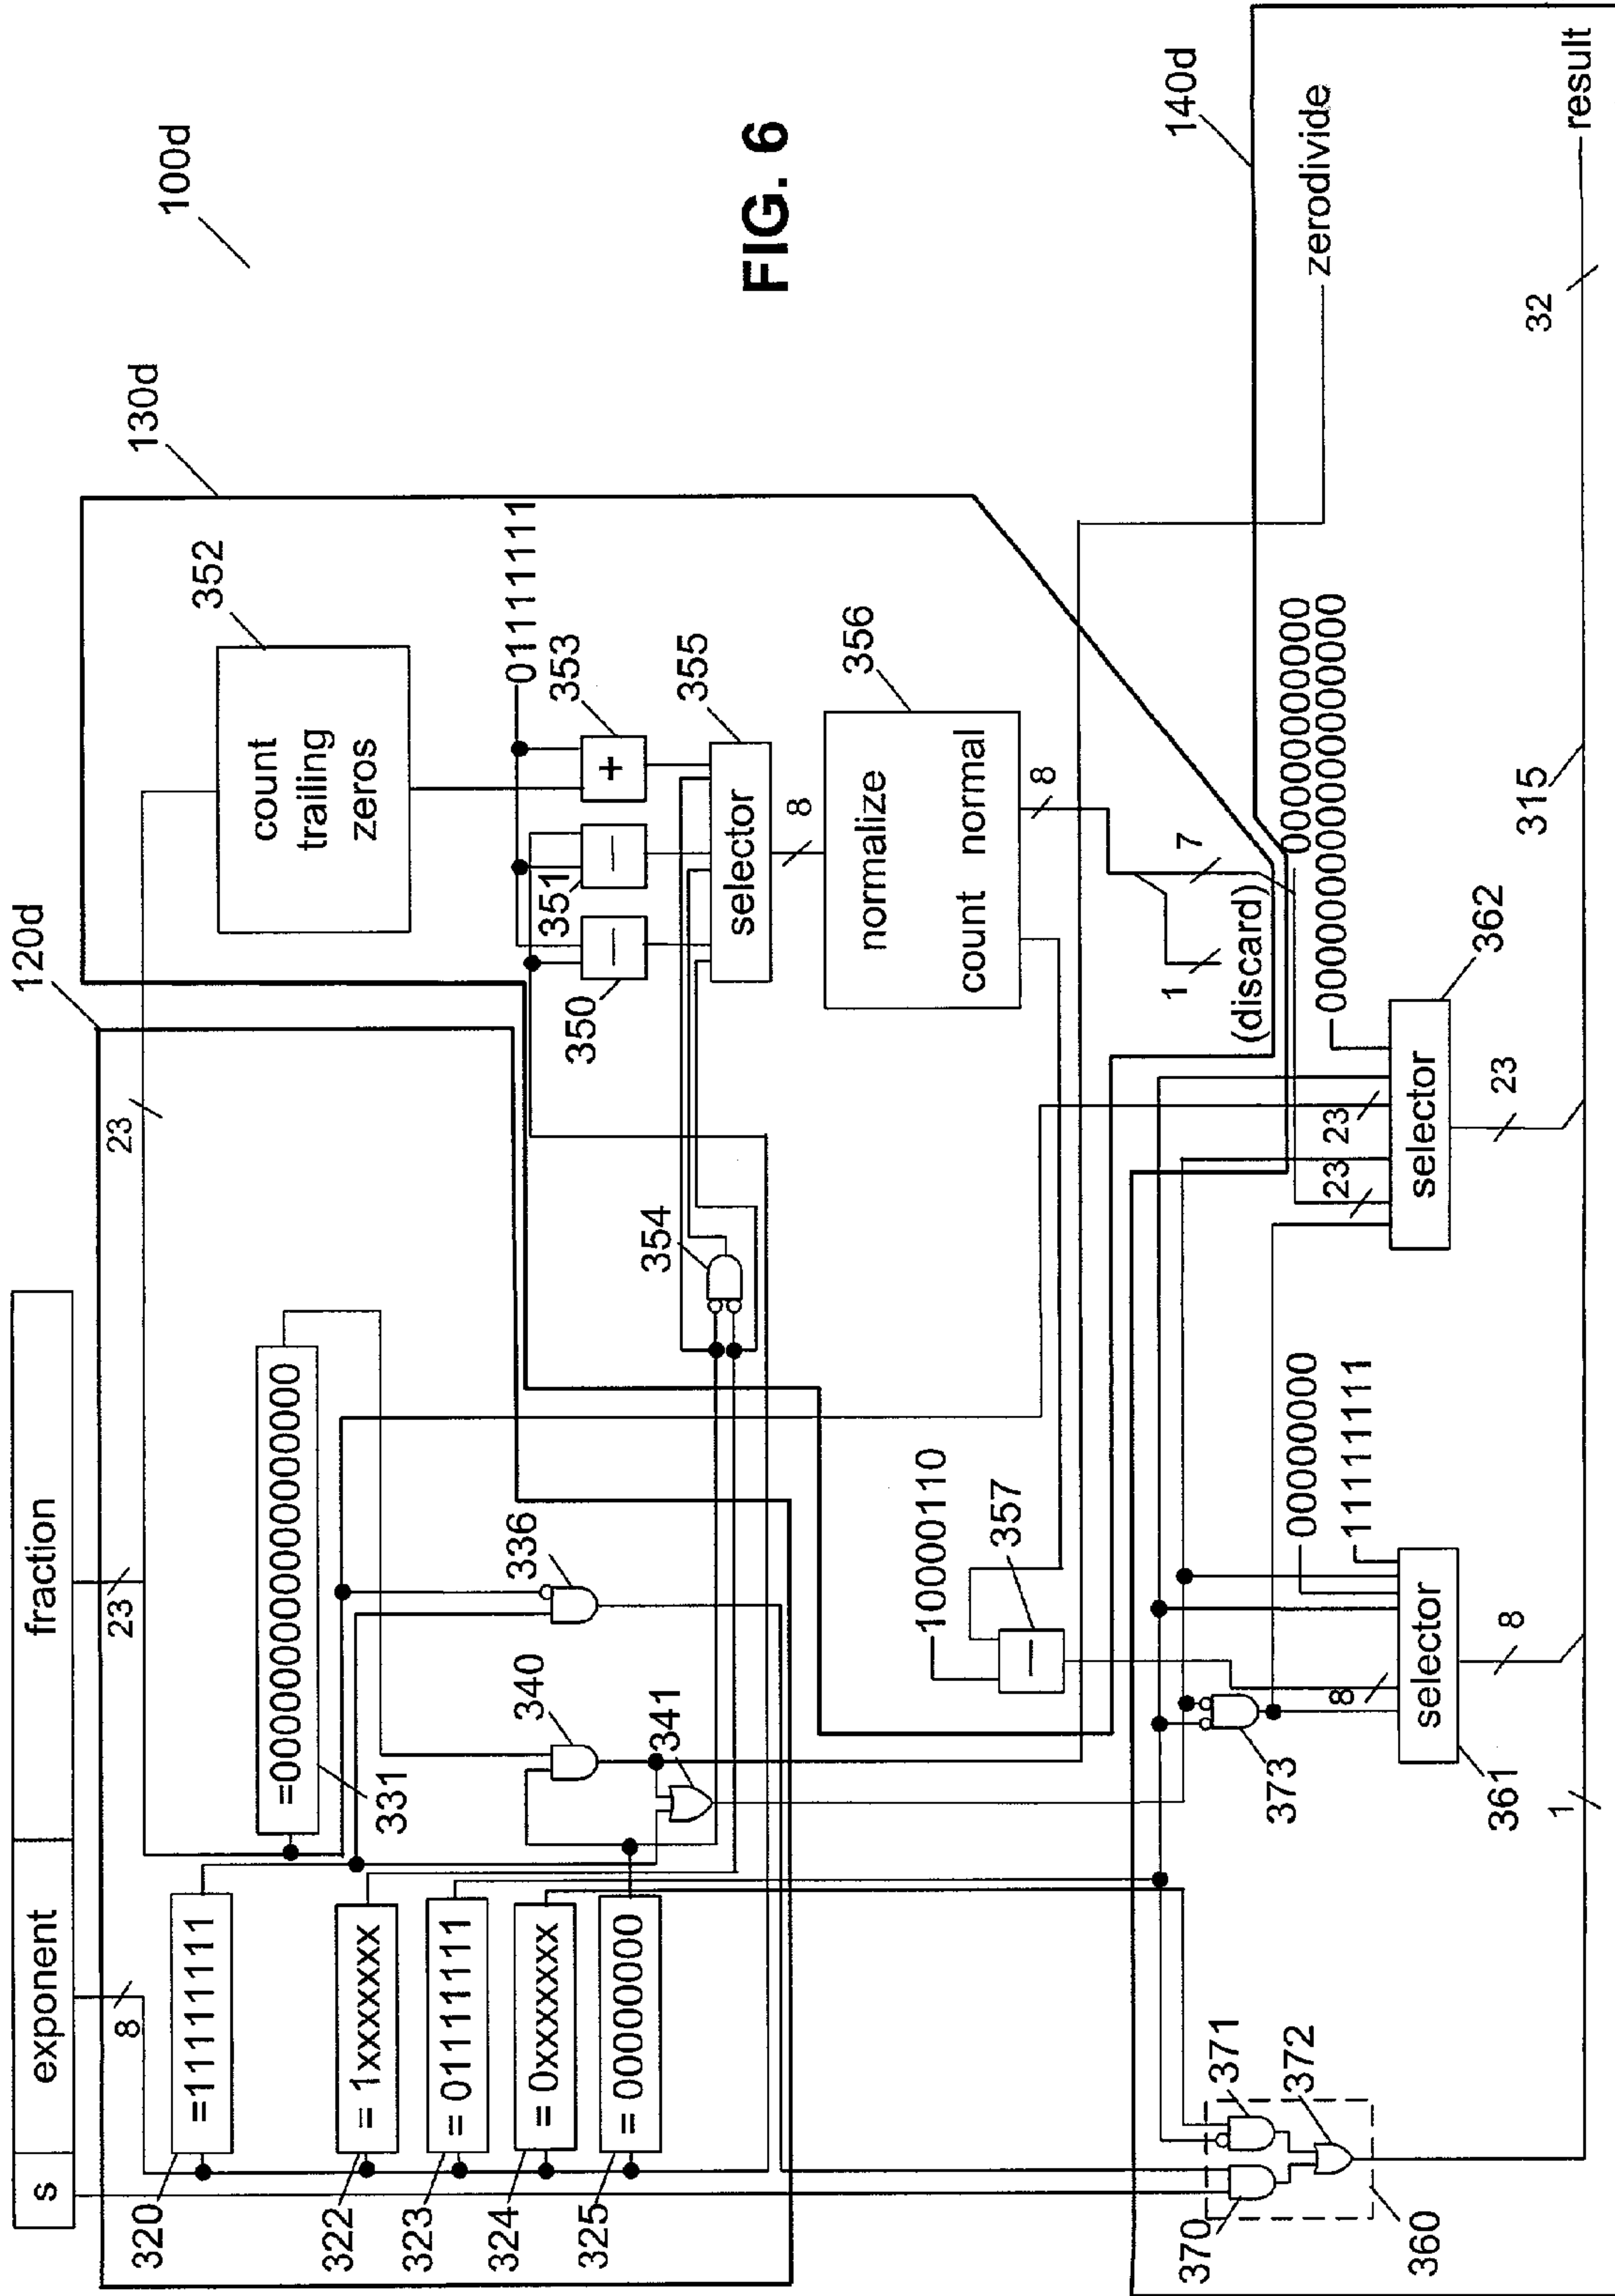 s
exponent
fraction
8
23
23
320
=11111111
322
= 1xxxxxxx
323
= 01111111
324
= 0xxxxxxx
325
= 00000000
=00000000000000000000000
331
336
340
341
120d
130d
100d
352
count
trailing
zeros
01111111
350
351
353
+
354
355
selector
8
356
normalize
count normal
8
1
7
(discard)
10000110
357
FIG. 6
140d
zerodivide
370
371
372
360
373
8
00000000
11111111
selector
361
8
0000000000000000
00000000000000000000000
23
23
selector
362
23
1
315
32
result